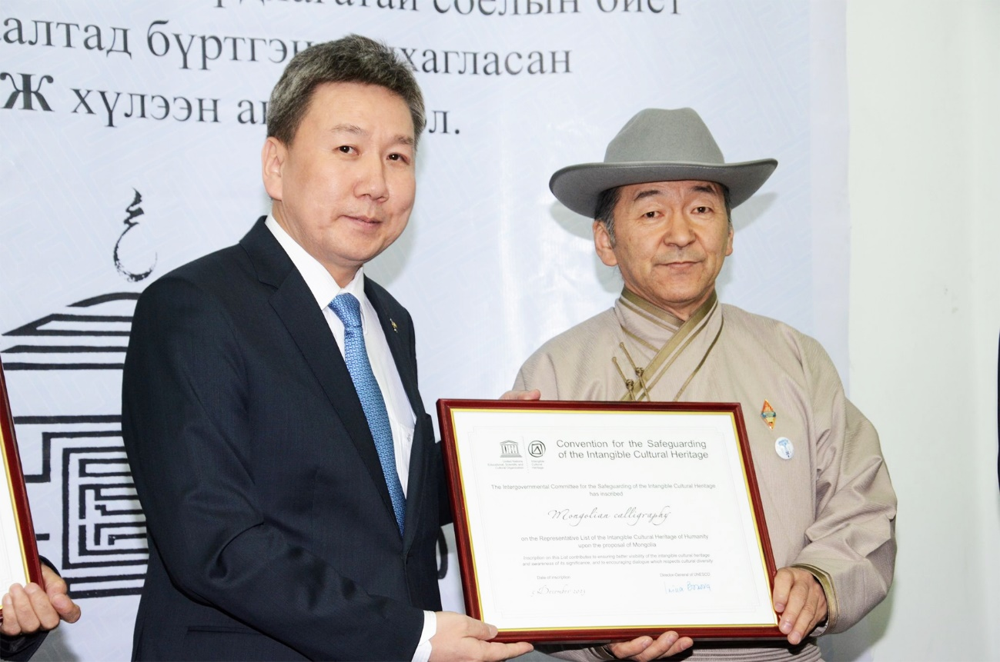 соёлын биет
бүртгэн
хагласан
Ж хүлээн
л.
Convention for the Safeguarding
of the Intangible Cultural Heritage
United Nations
Educational, Scientific and
Cultural Organization
Intangible
Cultural
Heritage
The Intergovernmental Committee for the Safeguarding of the Intangible Cultural Heritage
has inscribed
Mongolian calligraphy
on the Representative List of the Intangible Cultural Heritage of Humanity
upon the proposal of Mongolia
Inscription on this List contributes to ensuring better visibility of the intangible cultural heritage
and awareness of its significance, and to encouraging dialogue which respects cultural diversity
Date of inscription
Director-General of UNESCO
5 December 2013
Irina Bokova